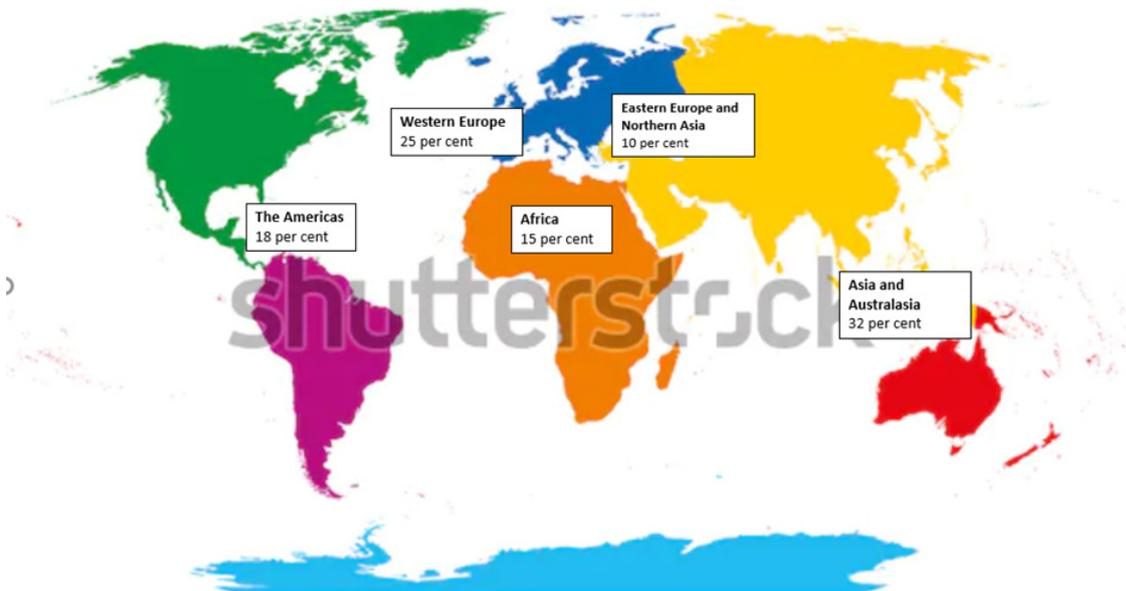 Western Europe
25 per cent
Eastern Europe and
Northern Asia
10 per cent
The Americas
18 per cent
Africa
15 per cent
shutterstock
Asia and
Australasia
32 per cent